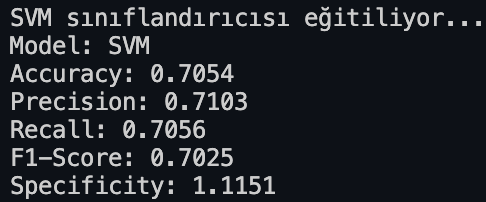 SVM sınıflandırıcısı eğitiliyor...
Model: SVM
Accuracy: 0.7054
Precision: 0.7103
Recall: 0.7056
F1-Score: 0.7025
Specificity: 1.1151